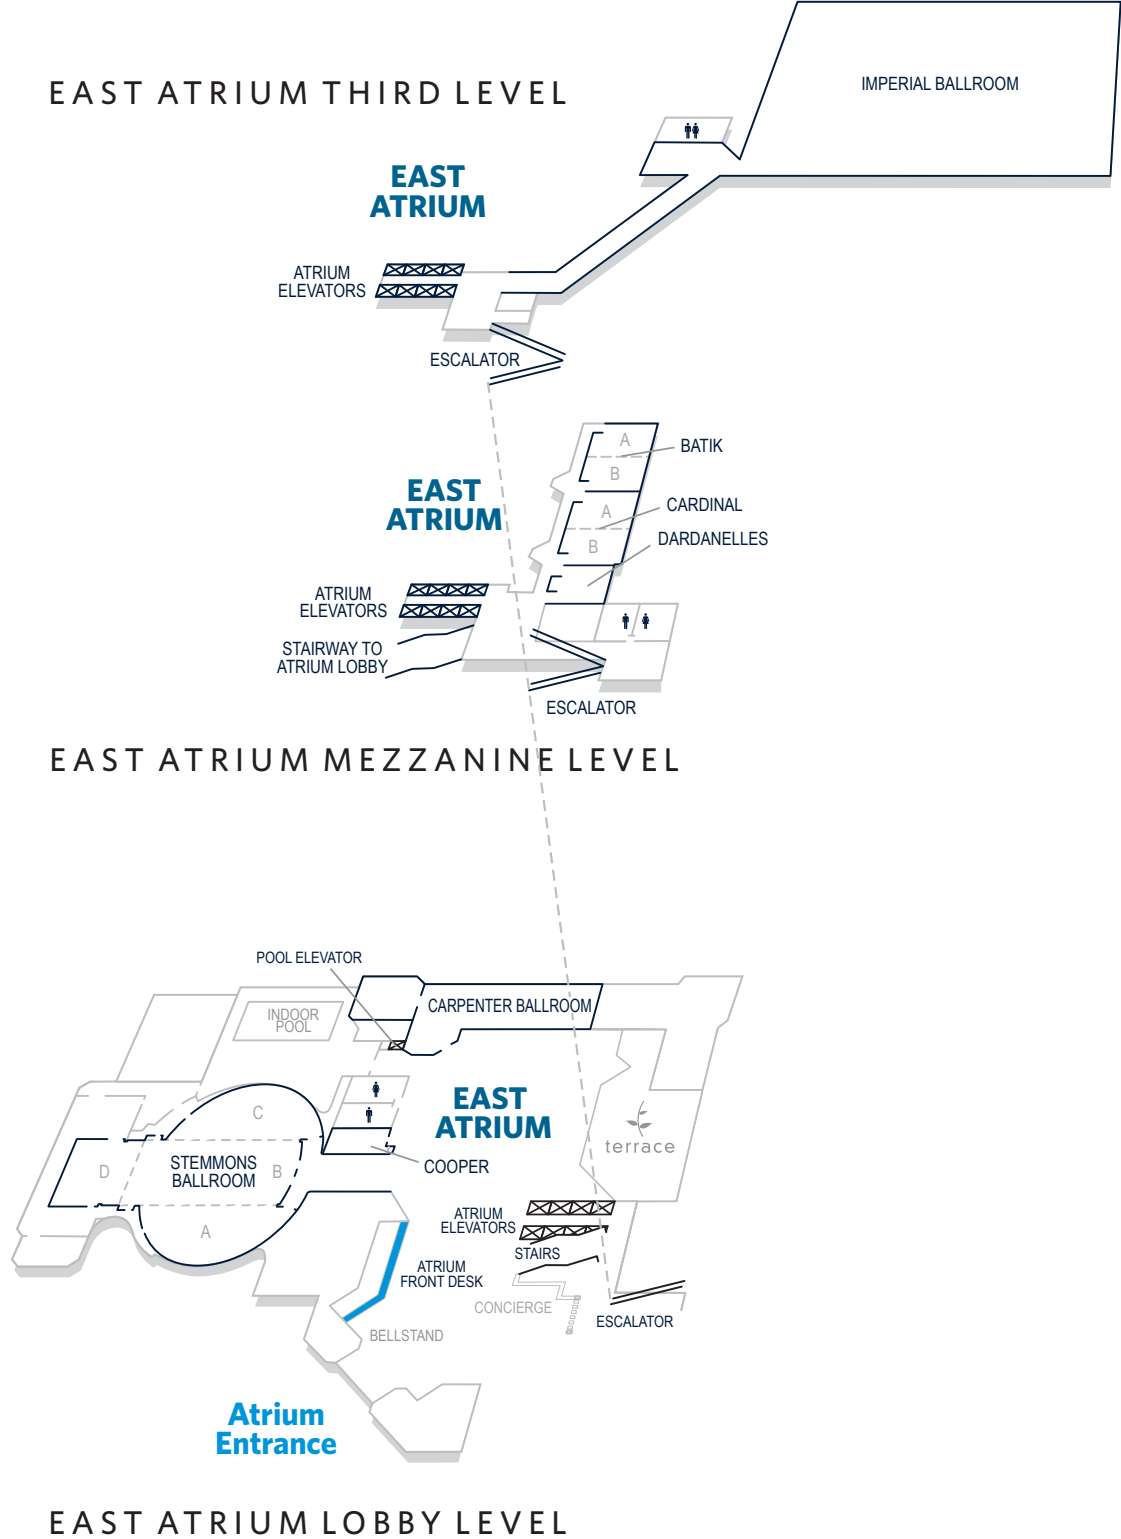 IMPERIAL BALLROOM
EAST ATRIUM THIRD LEVEL
EAST
ATRIUM
ATRIUM
ELEVATORS
ESCALATOR
A
BATIK
B
EAST
ATRIUM
A
CARDINAL
B
DARDANELLES
ATRIUM
ELEVATORS
STAIRWAY TO
ATRIUM LOBBY
ESCALATOR
EAST ATRIUM MEZZANINE LEVEL
POOL ELEVATOR
CARPENTER BALLROOM
INDOOR
POOL
EAST
ATRIUM
C
terrace
STEMMONS
BALLROOM
D
B
COOPER
A
ATRIUM
ELEVATORS
STAIRS
ATRIUM
FRONT DESK
CONCIERGE
ESCALATOR
BELLSTAND
Atrium
Entrance
EAST ATRIUM LOBBY LEVEL